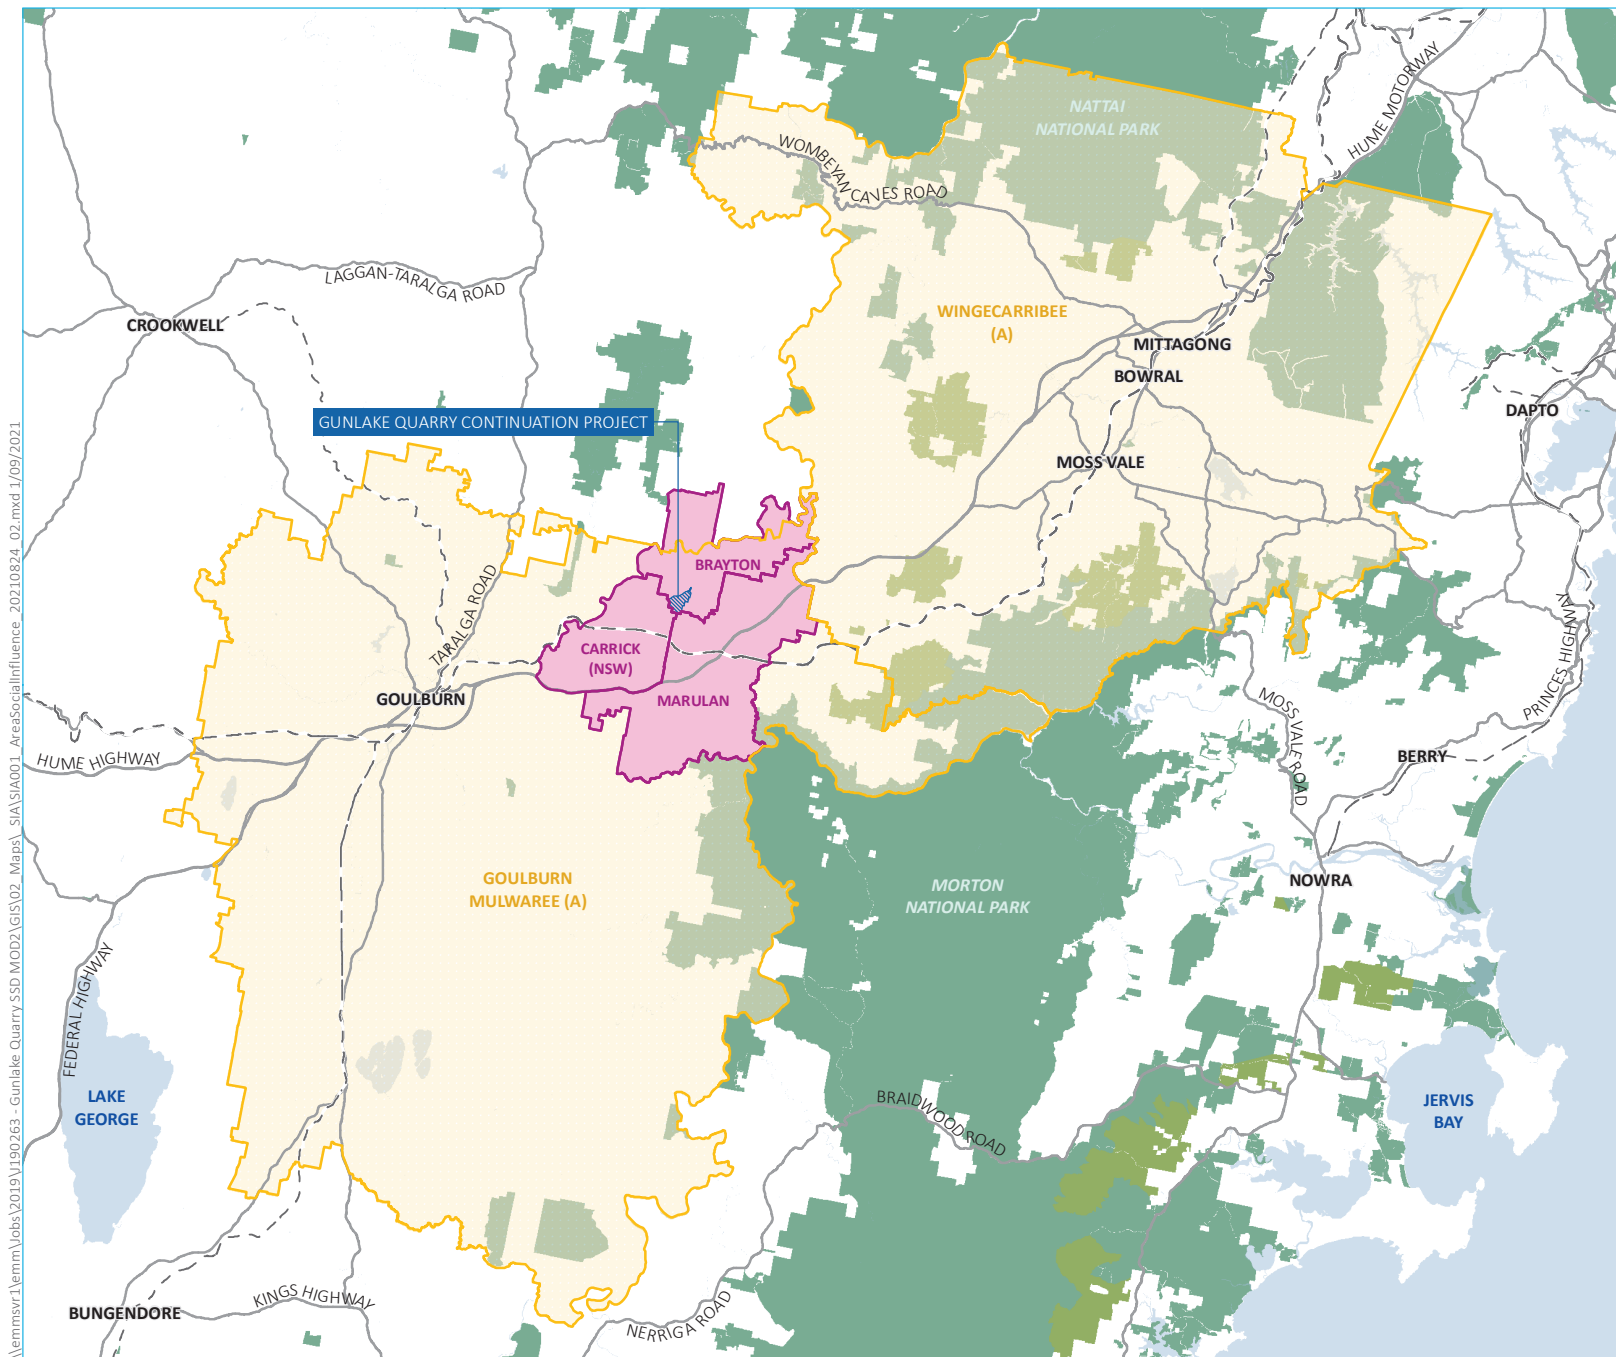 NATTAI
NATIONAL PARK
HUME MOTORWAY
WOMBEYAN CAVES ROAD
LAGGAN-TARALGA ROAD
CROOKWELL
WINGECARRIBEE
(A)
MITTAGONG
BOWRAL
DAPTO
GUNLAKE QUARRY CONTINUATION PROJECT
MOSS VALE
BRAYTON
TARALGA ROAD
CARRICK
(NSW)
MARULAN
GOULBURN
HUME HIGHWAY
MOSS VALE ROAD
PRINCES HIGHWAY
BERRY
GOULBURN
MULWAREE (A)
MORTON
NATIONAL PARK
NOWRA
FEDERAL HIGHWAY
LAKE
GEORGE
BRAIDWOOD ROAD
JERVIS
BAY
BUNGENDORE
KINGS HIGHWAY
NERRIGA ROAD
\\emmsvr1\emm\Jobs\2019\J190263 - Gunlake Quarry SSD MOD2\GIS\02_Maps\_SIA\SIA001_AreaSocialInfluence_20210824_02.mxd 1/09/2021